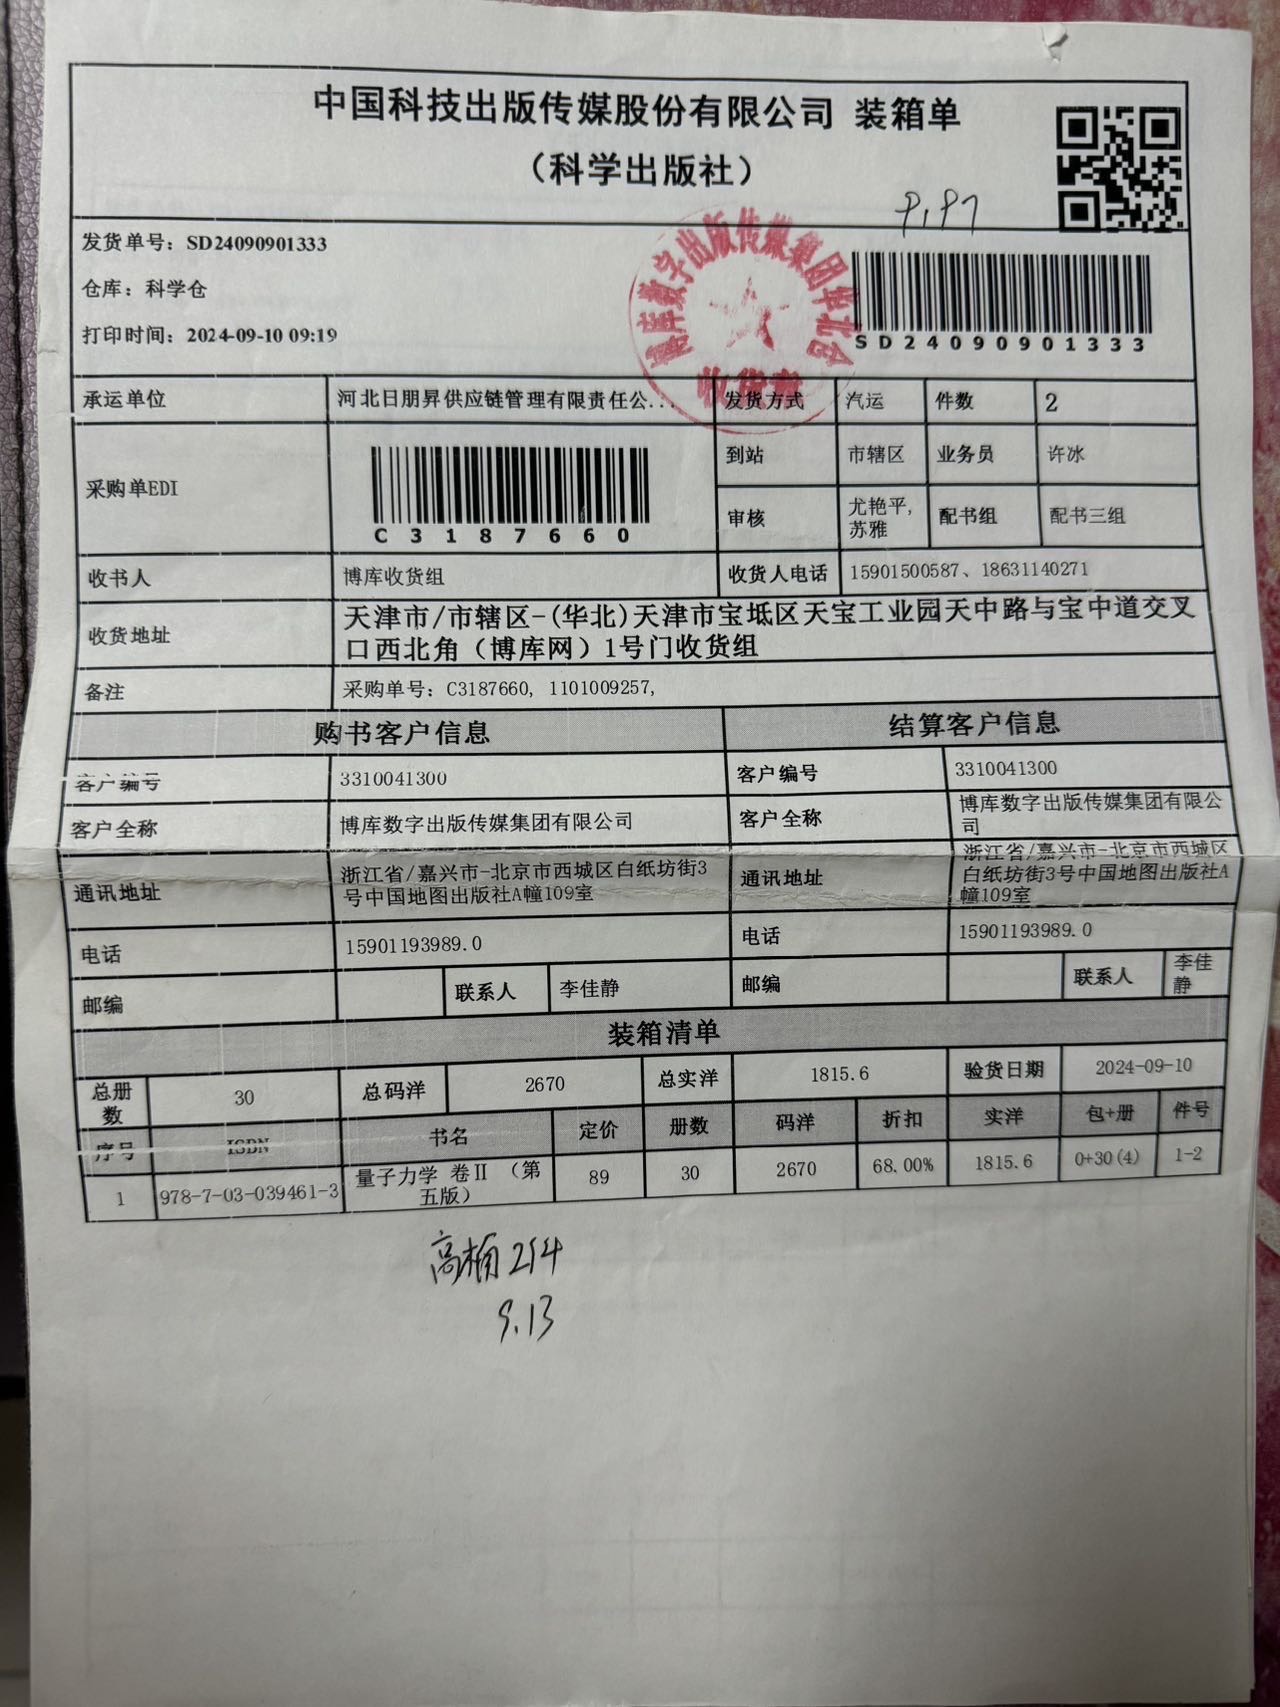 中国科技出版传媒股份有限公司 装箱单
（科学出版社）
发货单号：SD24090901333
仓库：科学仓
打印时间：2024-09-10 09:19
博库数字出版传媒集团华北仓
收货章
SD24090901333
承运单位 河北日朋昇供应链管理有限责任公... 发货方式 汽运 件数 2
采购单EDI C3187660 到站 市辖区 业务员 许冰
审核 尤艳平, 苏雅 配书组 配书三组
收书人 博库收货组 收货人电话 15901500587、18631140271
收货地址 天津市/市辖区-(华北)天津市宝坻区天宝工业园天中路与宝中道交叉
口西北角（博库网）1号门收货组
备注 采购单号：C3187660, 1101009257,
购书客户信息 结算客户信息
客户编号 3310041300 客户编号 3310041300
客户全称 博库数字出版传媒集团有限公司 客户全称 博库数字出版传媒集团有限公司
通讯地址 浙江省/嘉兴市-北京市西城区白纸坊街3号中国地图出版社A幢109室 通讯地址 浙江省/嘉兴市-北京市西城区白纸坊街3号中国地图出版社A幢109室
电话 15901193989.0 电话 15901193989.0
邮编 联系人 李佳静 邮编 联系人 李佳静
装箱清单
总册数 30 总码洋 2670 总实洋 1815.6 验货日期 2024-09-10
序号 ISBN 书名 定价 册数 码洋 折扣 实洋 包+册 件号
1 978-7-03-039461-3 量子力学 卷Ⅱ （第五版） 89 30 2670 68.00% 1815.6 0+30(4) 1-2
9.13